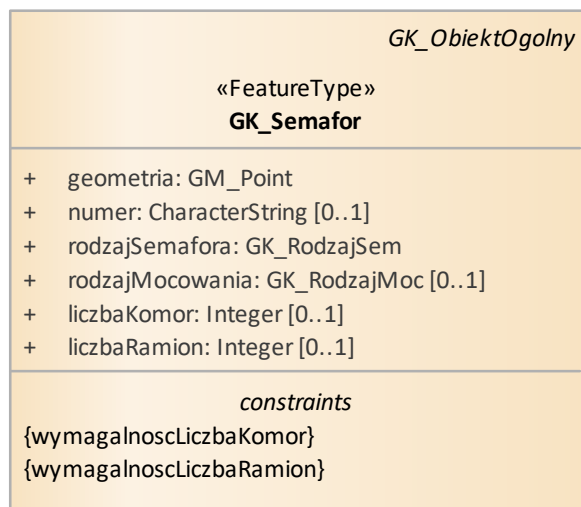 GK_ObiektOgolny
«FeatureType»
GK_Semafor
+ geometria: GM_Point
+ numer: CharacterString [0..1]
+ rodzajSemafora: GK_RodzajSem
+ rodzajMocowania: GK_RodzajMoc [0..1]
+ liczbaKomor: Integer [0..1]
+ liczbaRamion: Integer [0..1]
constraints
{wymagalnoscLiczbaKomor}
{wymagalnoscLiczbaRamion}